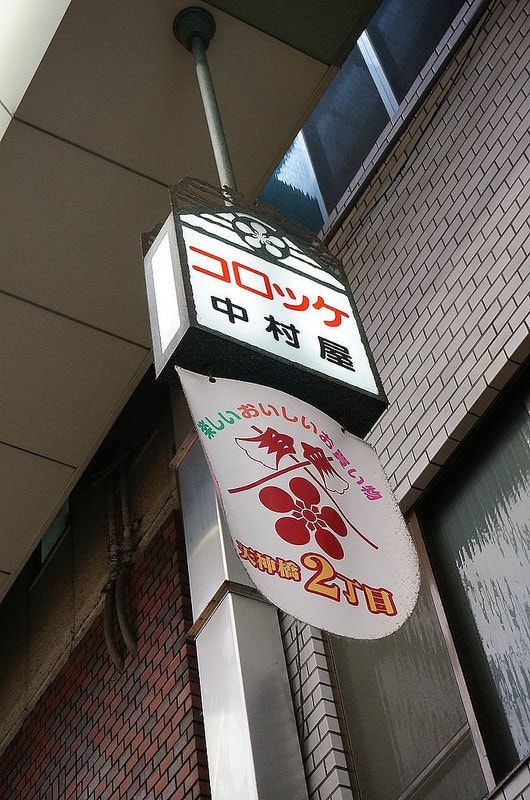 コロッケ
中村屋
楽しいおいしいお買い物
天神橋2丁目